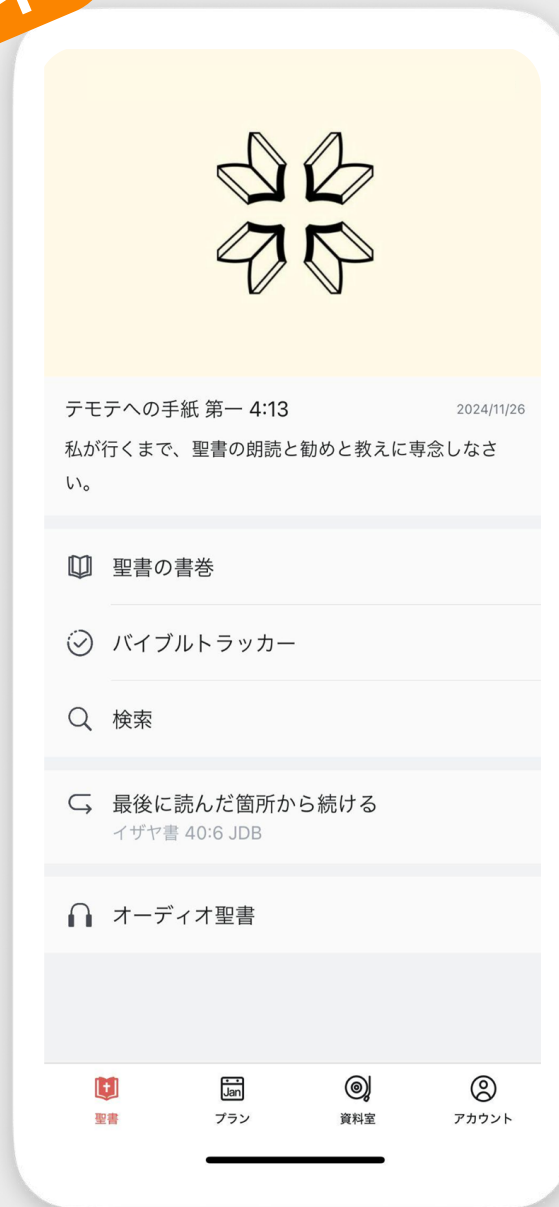 テモテへの手紙 第一 4:13
2024/11/26
私が行くまで、聖書の朗読と勧めと教えに専念しなさ
い。
聖書の書巻
バイブルトラッカー
検索
最後に読んだ箇所から続ける
イザヤ書 40:6 JDB
オーディオ聖書
Jan
聖書
プラン
資料室
アカウント